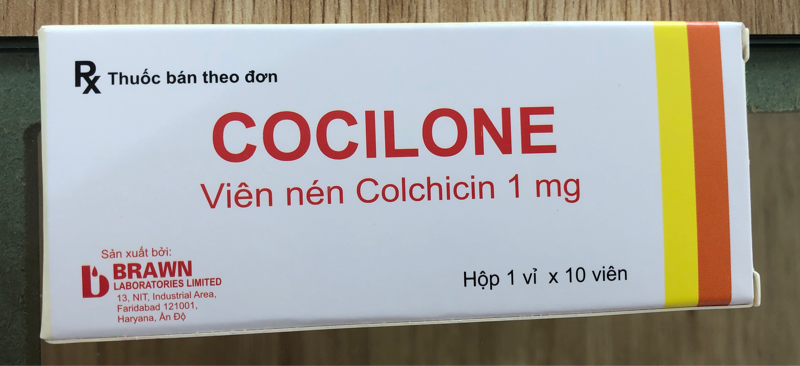 Rx Thuốc bán theo đơn
COCILONE
Viên nén Colchicin 1 mg
Sản xuất bởi:
BRAWN
LABORATORIES LIMITED
13, NIT, Industrial Area,
Faridabad 121001,
Haryana, Ấn Độ
Hộp 1 vỉ x 10 viên